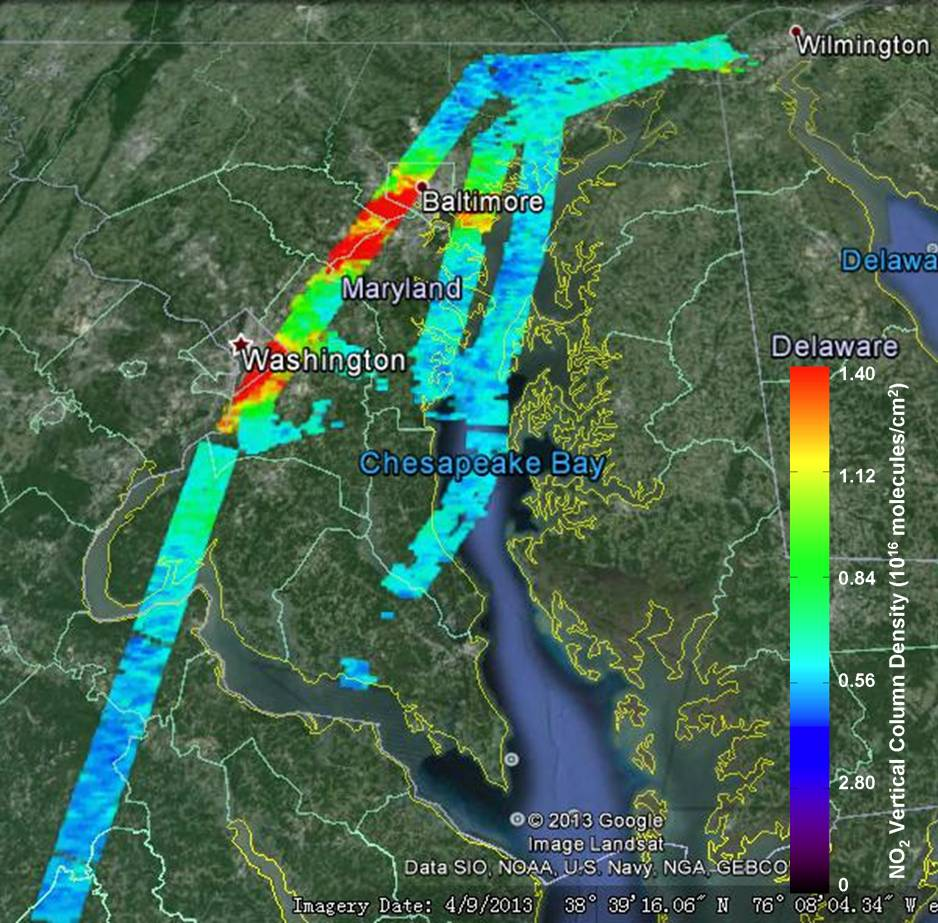 Wilmington
Baltimore
Delawa
Maryland
Washington
Delaware
1.40
Chesapeake Bay
1.12
0.84
0.56
2.80
0
NO2 Vertical Column Density (10^16 molecules/cm^2)
© 2013 Google
Image Landsat
Data SIO, NOAA, U.S. Navy, NGA, GEBCO
Imagery Date: 4/9/2013 38° 39′16.06″ N 76° 08′04.34″ W e